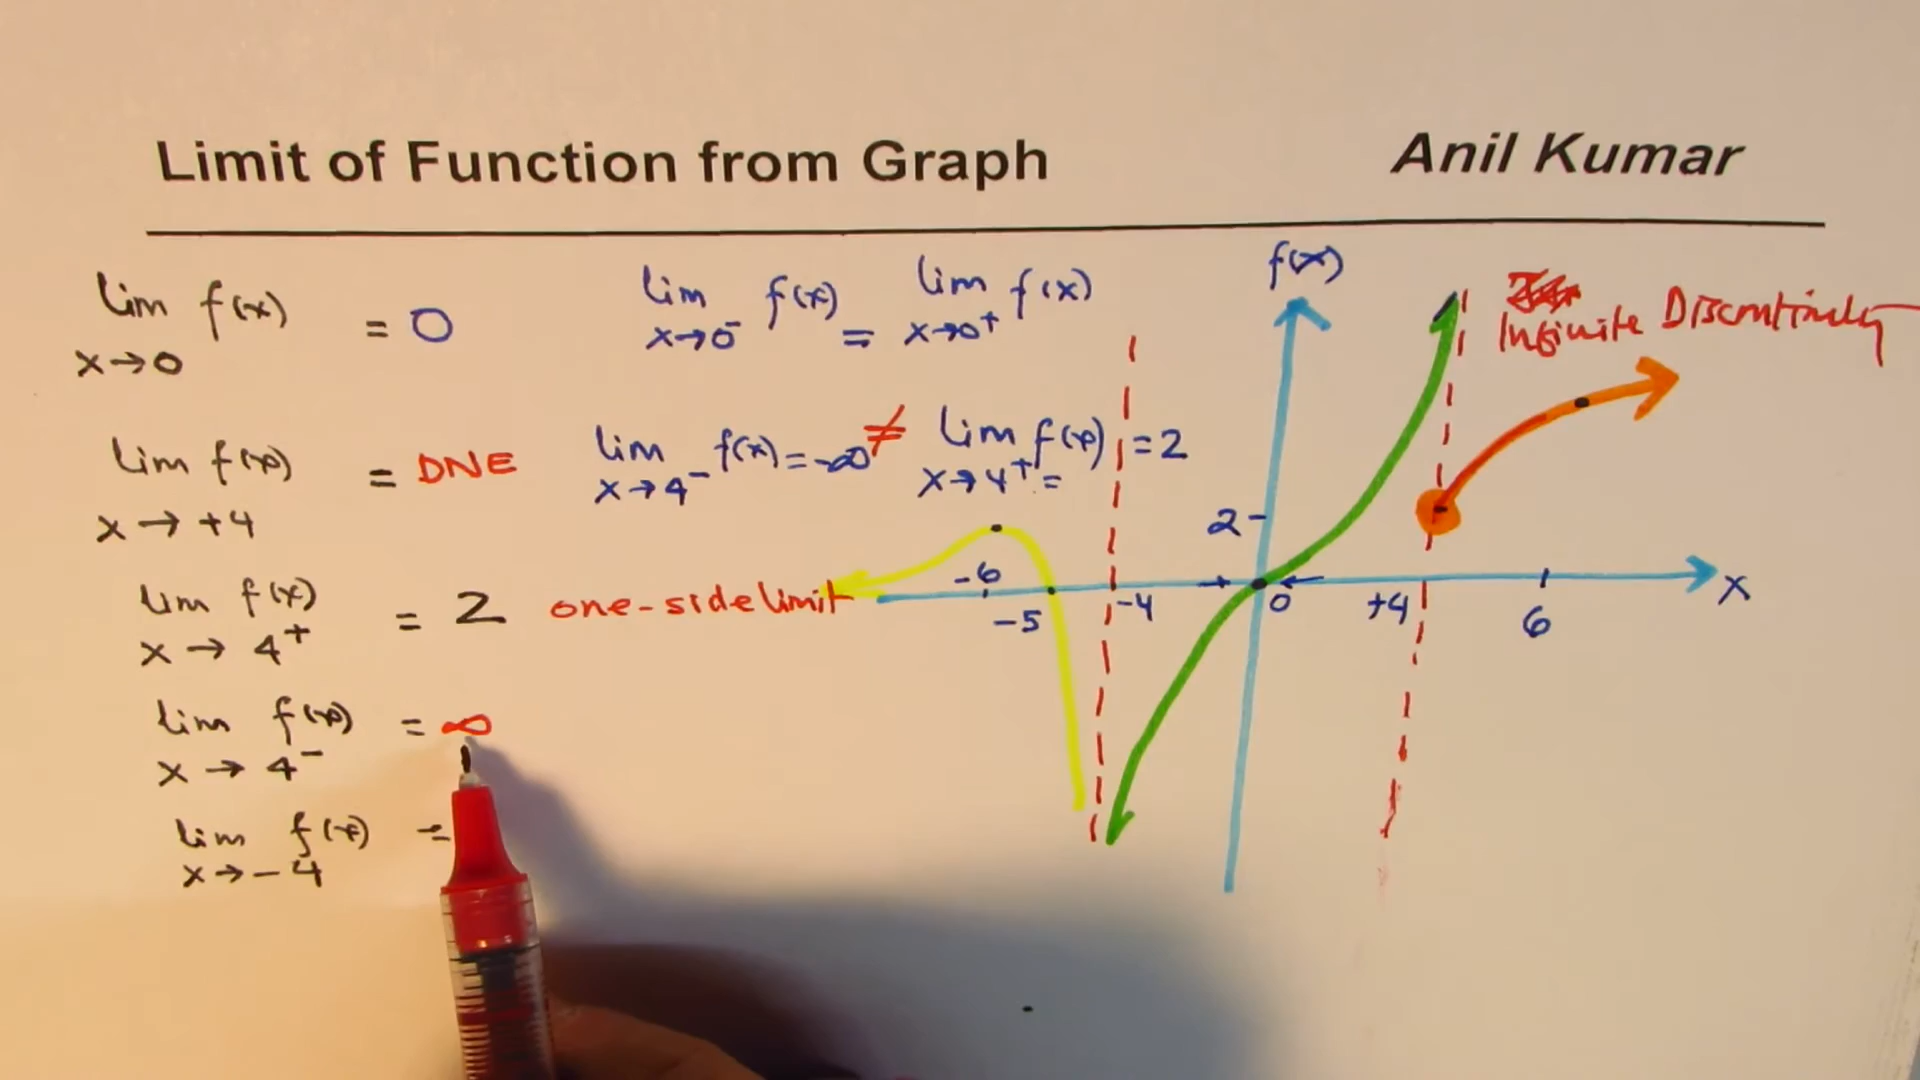 Limit of Function from Graph
Anil Kumar
lim f(x) = 0
x→0
lim f(x) = lim f(x)
x→0⁻ x→0⁺
lim f(x) = DNE
x→+4
lim f(x) = -∞ ≠ lim f(x) = 2
x→4⁻ x→4⁺ =
lim f(x) = 2 one-side limit
x→4⁺
lim f(x) = ∞
x→4⁻
lim f(x) =
x→-4
f(x)
Infinite Discontinuity
2
-6
-5
-4
0
+4
6
x